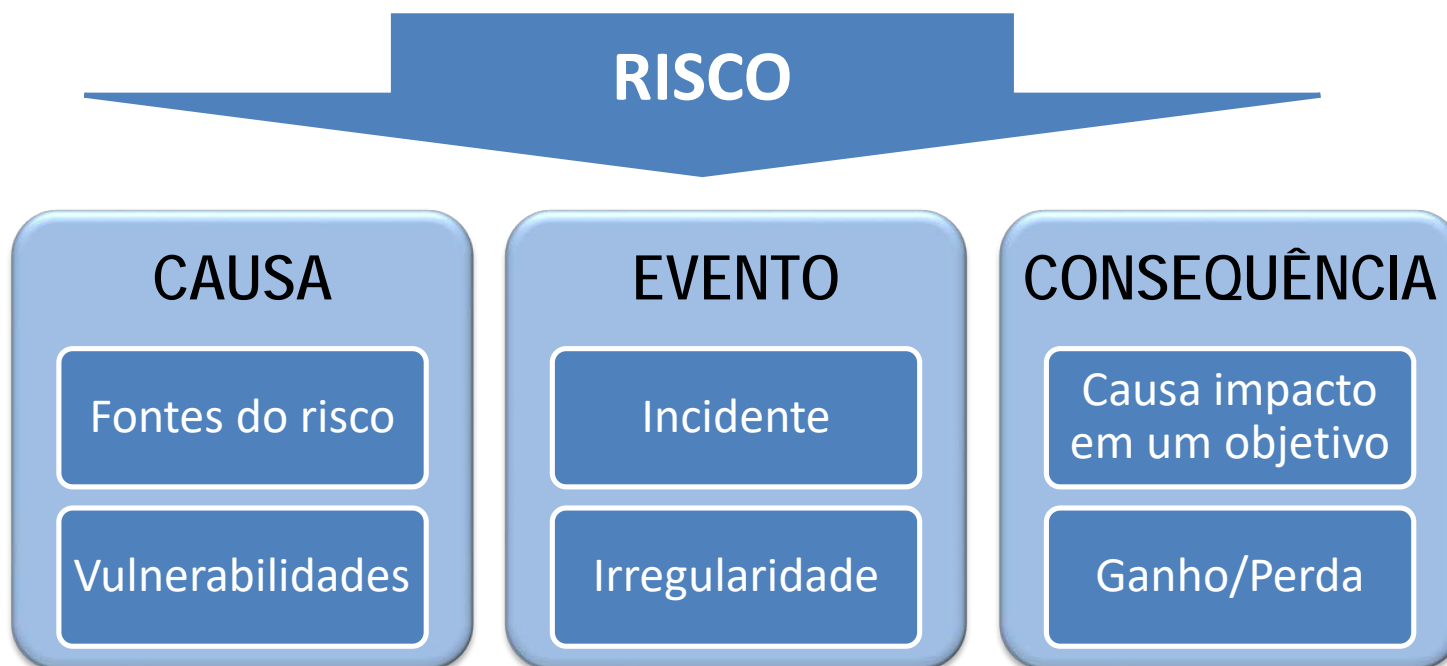 RISCO
CAUSA
Fontes do risco
Vulnerabilidades
EVENTO
Incidente
Irregularidade
CONSEQUÊNCIA
Causa impacto
em um objetivo
Ganho/Perda